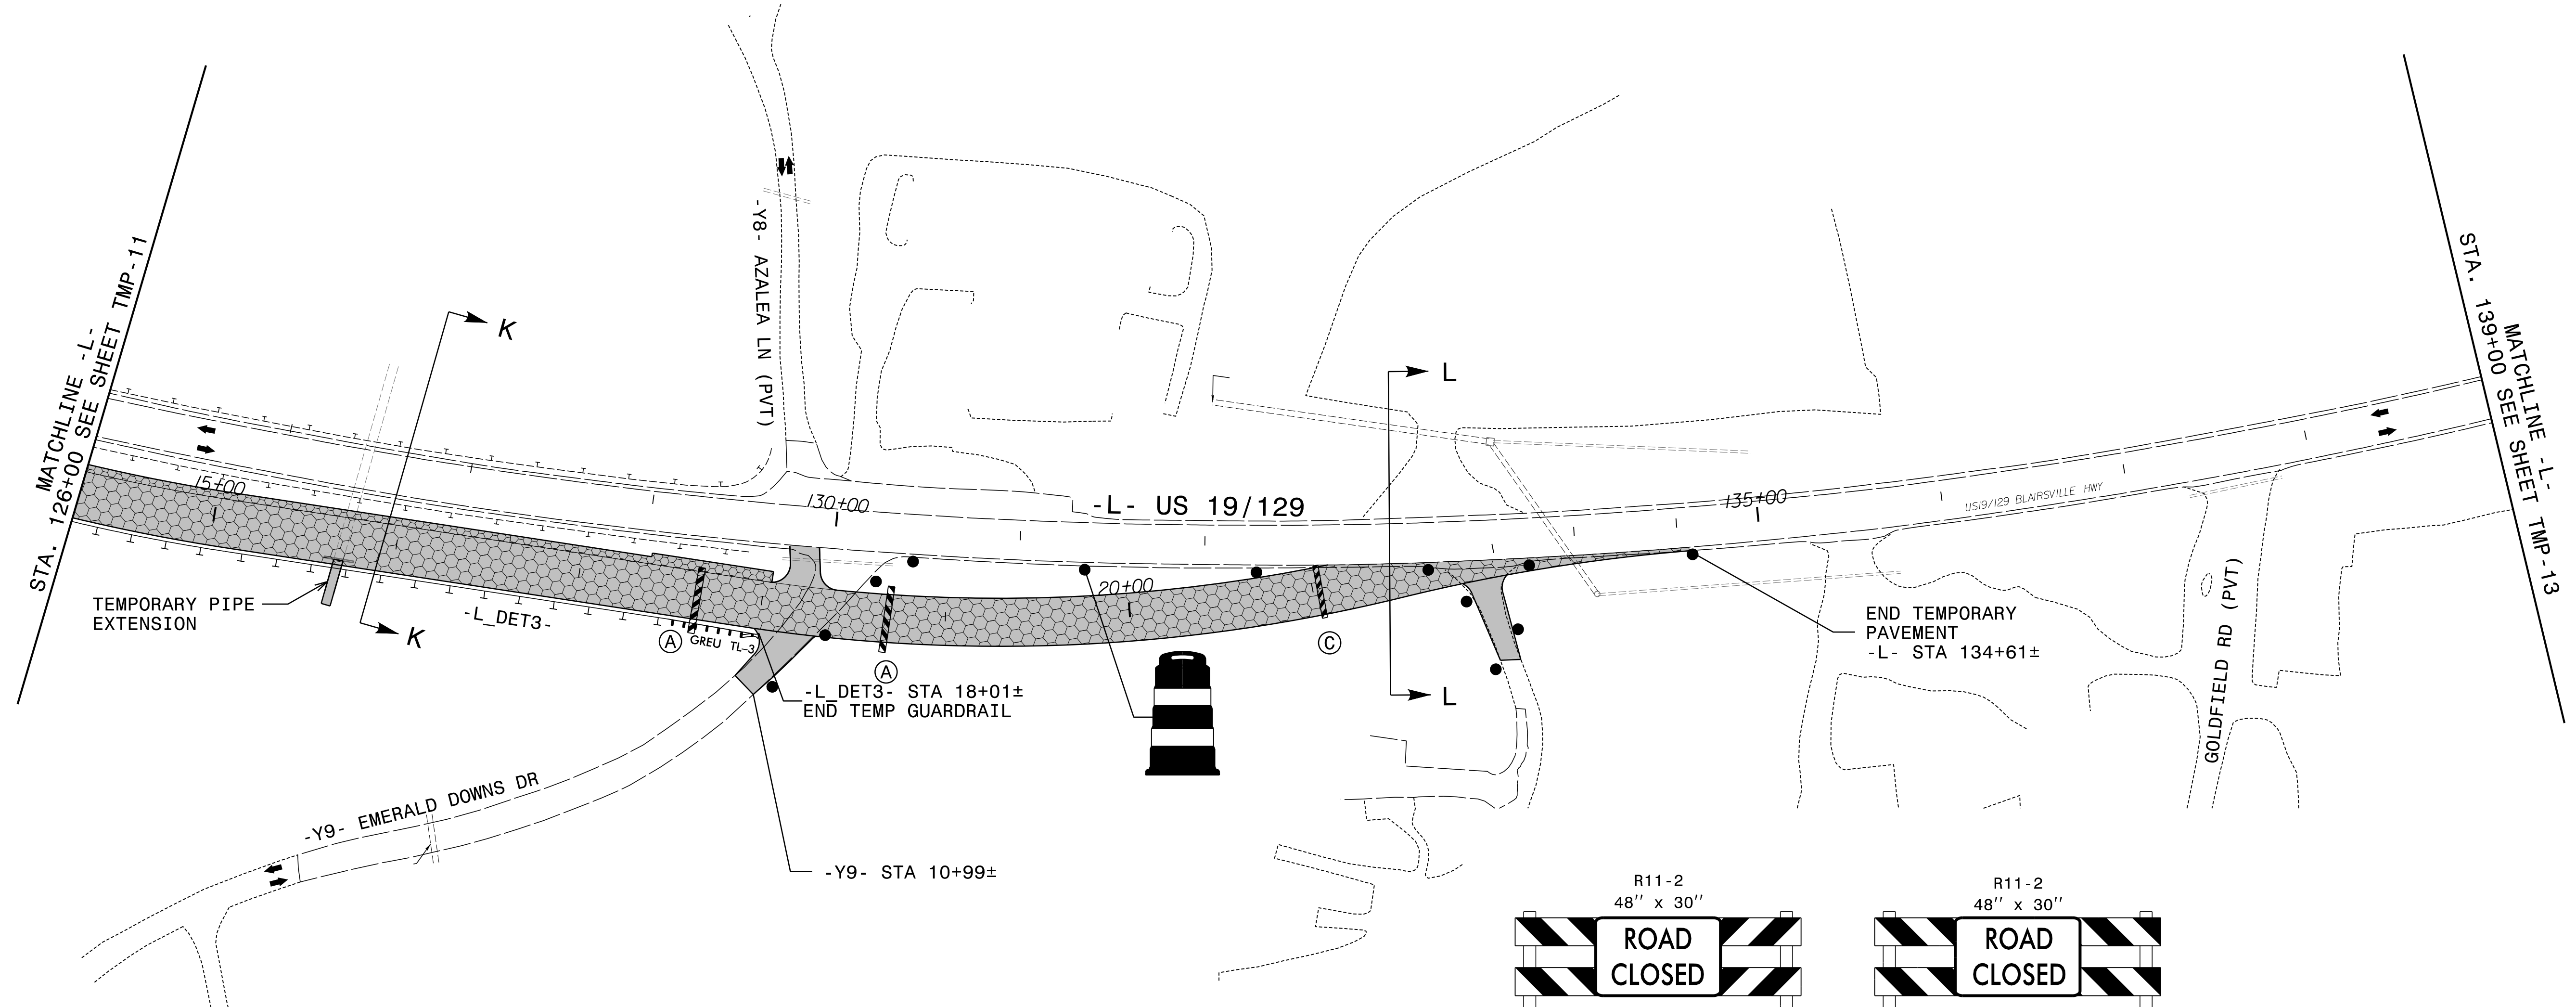 MATCHLINE -L-
STA. 126+00 SEE SHEET TMP-11
K
K
-Y8- AZALEA LN (PVT)
15+00
130+00
-L- US 19/129
L
L
135+00
US19/129 BLAIRSVILLE HWY
MATCHLINE -L-
STA. 139+00 SEE SHEET TMP-13
TEMPORARY PIPE
EXTENSION
-L_DET3-
A
GREU TL-3
A
20+00
C
-L_DET3- STA 18+01±
END TEMP GUARDRAIL
END TEMPORARY
PAVEMENT
-L- STA 134+61±
GOLDFIELD RD (PVT)
-Y9- EMERALD DOWNS DR
-Y9- STA 10+99±
R11-2
48'' x 30''
ROAD
CLOSED
R11-2
48'' x 30''
ROAD
CLOSED